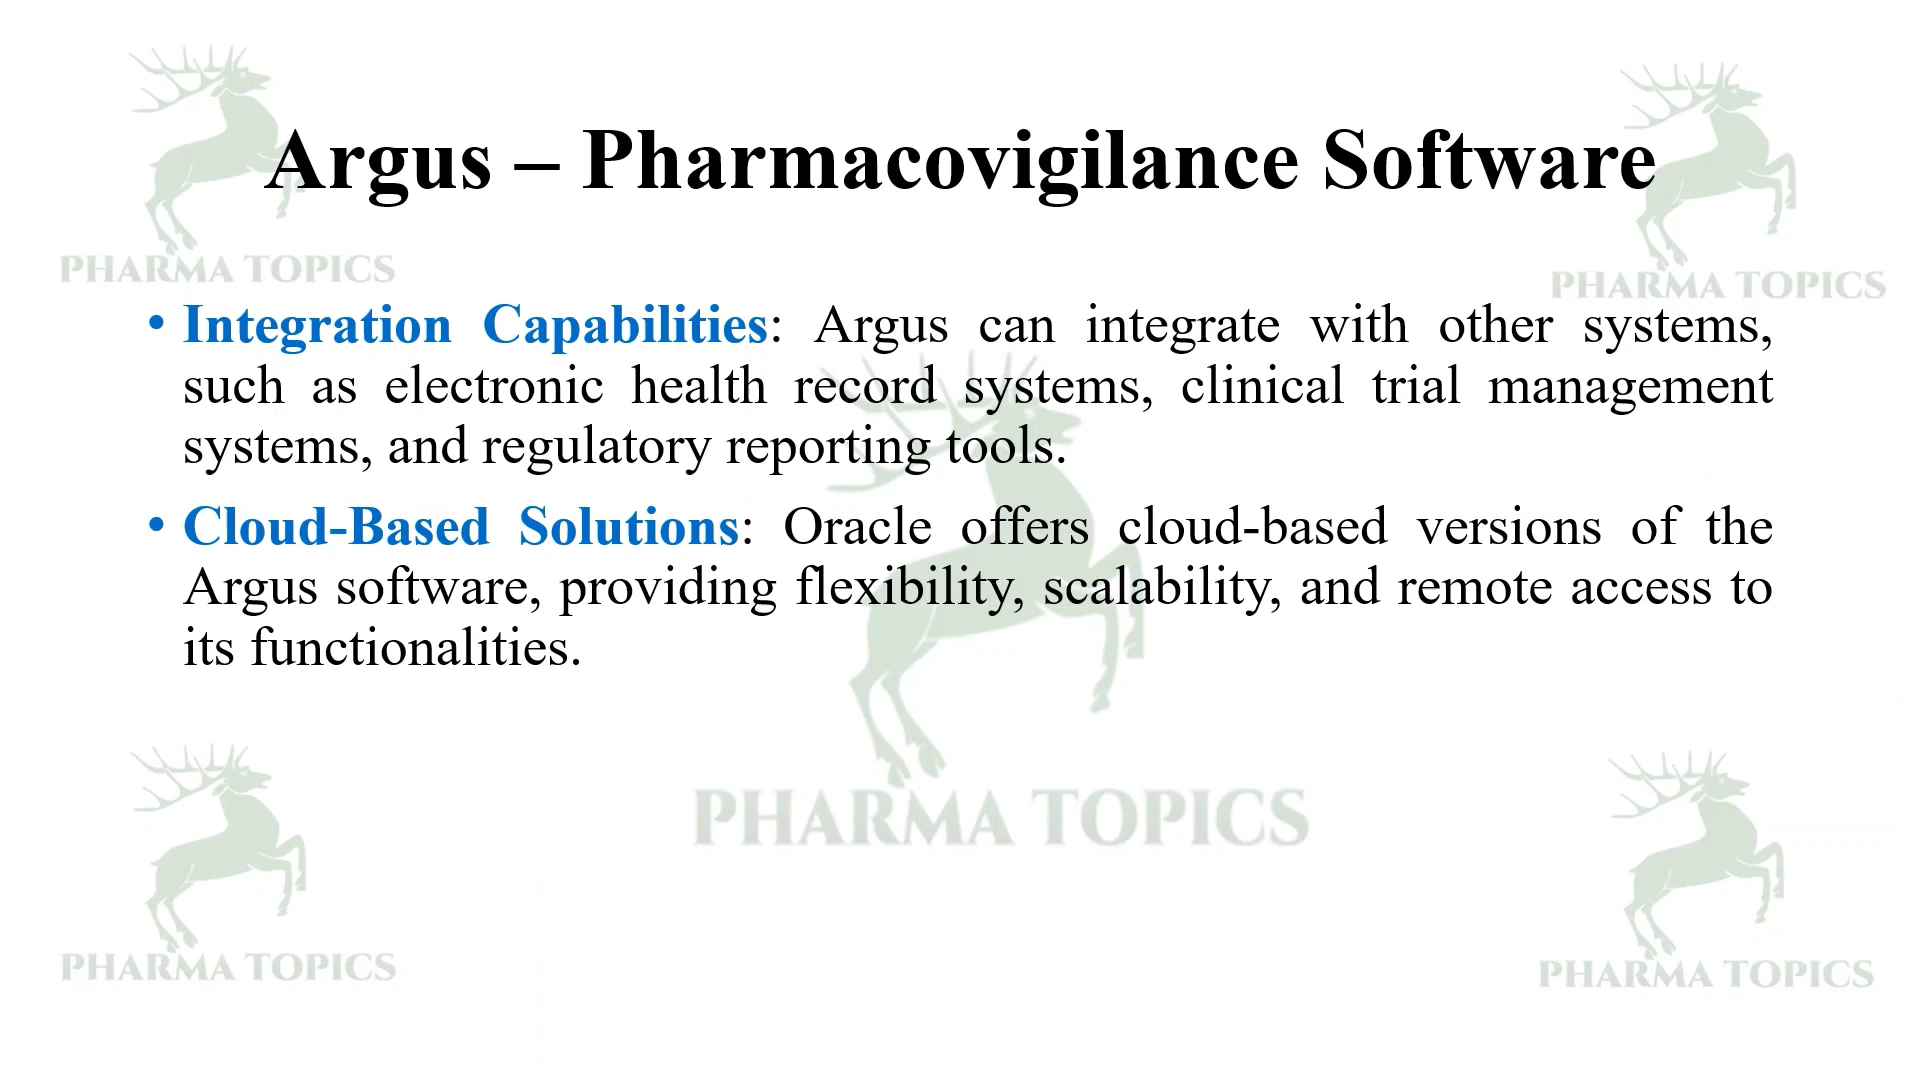 Argus – Pharmacovigilance Software
PHARMA TOPICS
PHARMA TOPICS
• Integration Capabilities: Argus can integrate with other systems,
such as electronic health record systems, clinical trial management
systems, and regulatory reporting tools.
• Cloud-Based Solutions: Oracle offers cloud-based versions of the
Argus software, providing flexibility, scalability, and remote access to
its functionalities.
PHARMA TOPICS
PHARMA TOPICS
PHARMA TOPICS